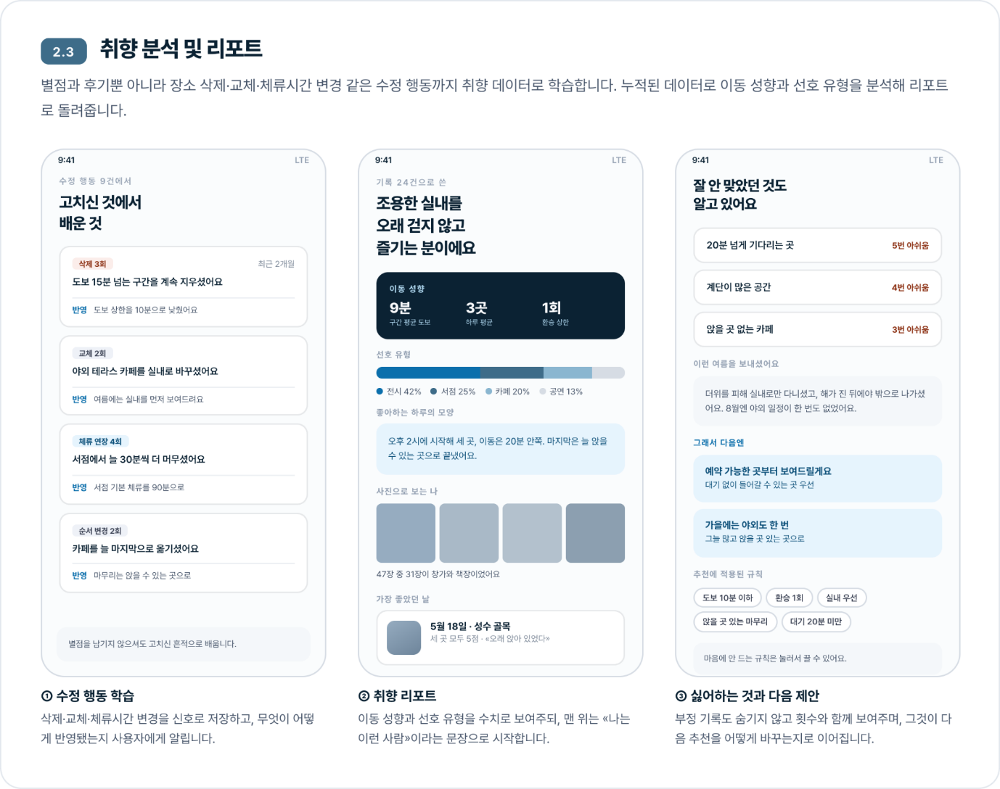 2.3 취향 분석 및 리포트
별점과 후기뿐 아니라 장소 삭제·교체·체류시간 변경 같은 수정 행동까지 취향 데이터로 학습합니다. 누적된 데이터로 이동 성향과 선호 유형을 분석해 리포트
로 돌려줍니다.
9:41 LTE
수정 행동 9건에서
고치신 것에서
배운 것
삭제 3회 최근 2개월
도보 15분 넘는 구간을 계속 지우셨어요
반영 도보 상한을 10분으로 낮췄어요
교체 2회
야외 테라스 카페를 실내로 바꾸셨어요
반영 여름에는 실내를 먼저 보여드려요
체류 연장 4회
서점에서 늘 30분씩 더 머무셨어요
반영 서점 기본 체류를 90분으로
순서 변경 2회
카페를 늘 마지막으로 옮기셨어요
반영 마무리는 앉을 수 있는 곳으로
별점을 남기지 않으셔도 고치신 흔적으로 배웁니다.
① 수정 행동 학습
삭제·교체·체류시간 변경을 신호로 저장하고, 무엇이 어떻
게 반영됐는지 사용자에게 알립니다.
9:41 LTE
기록 24건으로 쓴
조용한 실내를
오래 걷지 않고
즐기는 분이에요
이동 성향
9분 3곳 1회
구간 평균 도보 하루 평균 환승 상한
선호 유형
전시 42% 서점 25% 카페 20% 공연 13%
좋아하는 하루의 모양
오후 2시에 시작해 세 곳, 이동은 20분 안쪽. 마지막은 늘 앉을
수 있는 곳으로 끝냈어요.
사진으로 보는 나
47장 중 31장이 창가와 책장이었어요
가장 좋았던 날
5월 18일 · 성수 골목
세 곳 모두 5점 · «오래 앉아 있었다»
② 취향 리포트
이동 성향과 선호 유형을 수치로 보여주되, 맨 위는 «나는
이런 사람»이라는 문장으로 시작합니다.
9:41 LTE
잘 안 맞았던 것도
알고 있어요
20분 넘게 기다리는 곳 5번 아쉬움
계단이 많은 공간 4번 아쉬움
앉을 곳 없는 카페 3번 아쉬움
이런 여름을 보내셨어요
더위를 피해 실내로만 다니셨고, 해가 진 뒤에야 밖으로 나가셨
어요. 8월엔 야외 일정이 한 번도 없었어요.
그래서 다음엔
예약 가능한 곳부터 보여드릴게요
대기 없이 들어갈 수 있는 곳 우선
가을에는 야외도 한 번
그늘 많고 앉을 곳 있는 곳으로
추천에 적용된 규칙
도보 10분 이하 환승 1회 실내 우선
앉을 곳 있는 마무리 대기 20분 미만
마음에 안 드는 규칙은 눌러서 끌 수 있어요.
③ 싫어하는 것과 다음 제안
부정 기록도 숨기지 않고 횟수와 함께 보여주며, 그것이 다
음 추천을 어떻게 바꾸는지로 이어집니다.